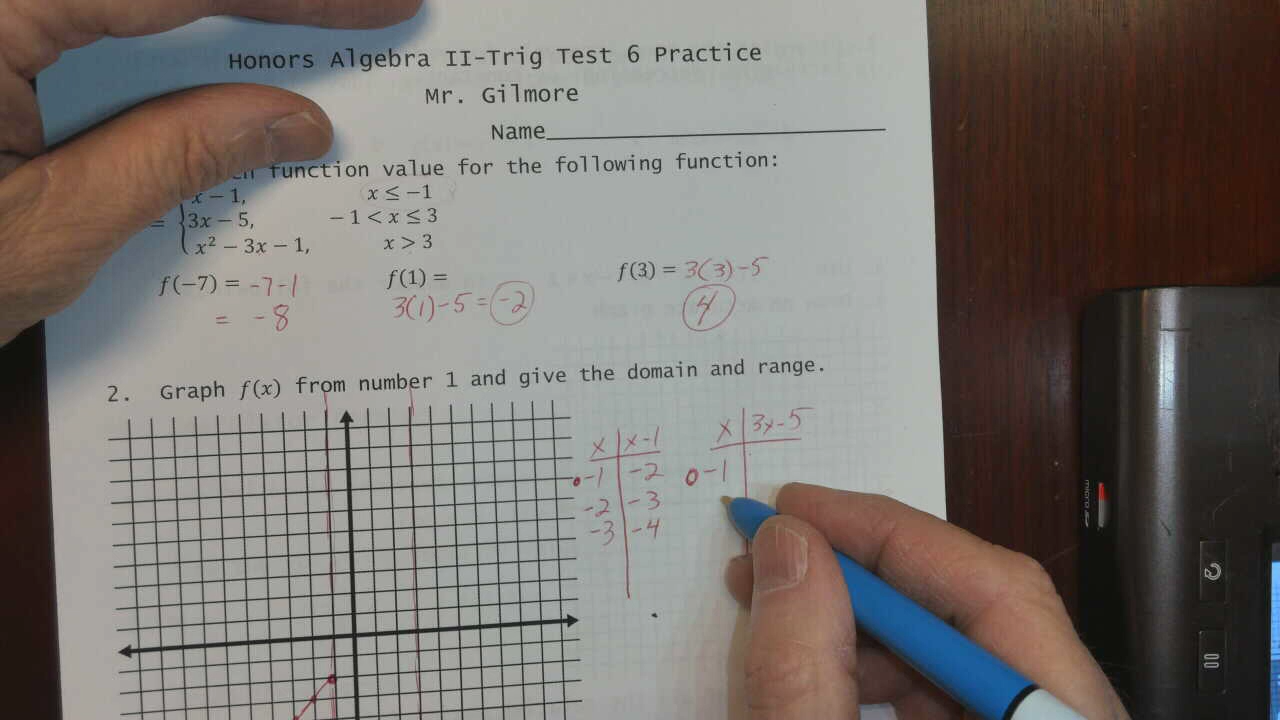 Honors Algebra II-Trig Test 6 Practice
Mr. Gilmore
Name
function value for the following function:
x − 1, x ≤ −1
= 3x − 5, − 1 < x ≤ 3
x² − 3x − 1, x > 3
f(−7) = -7-1 f(1) = f(3) = 3(3)-5
= -8 3(1)-5 = -2 4
2. Graph f(x) from number 1 and give the domain and range.
x | x-1 x | 3x-5
-1 | -2 -1
-2 | -3
-3 | -4
micro